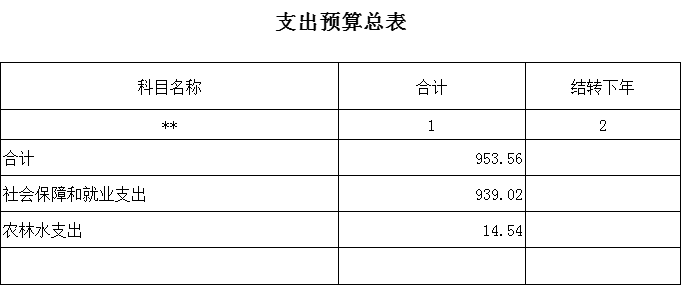 支出预算总表
科目名称 合计 结转下年
** 1 2
合计 953.56
社会保障和就业支出 939.02
农林水支出 14.54